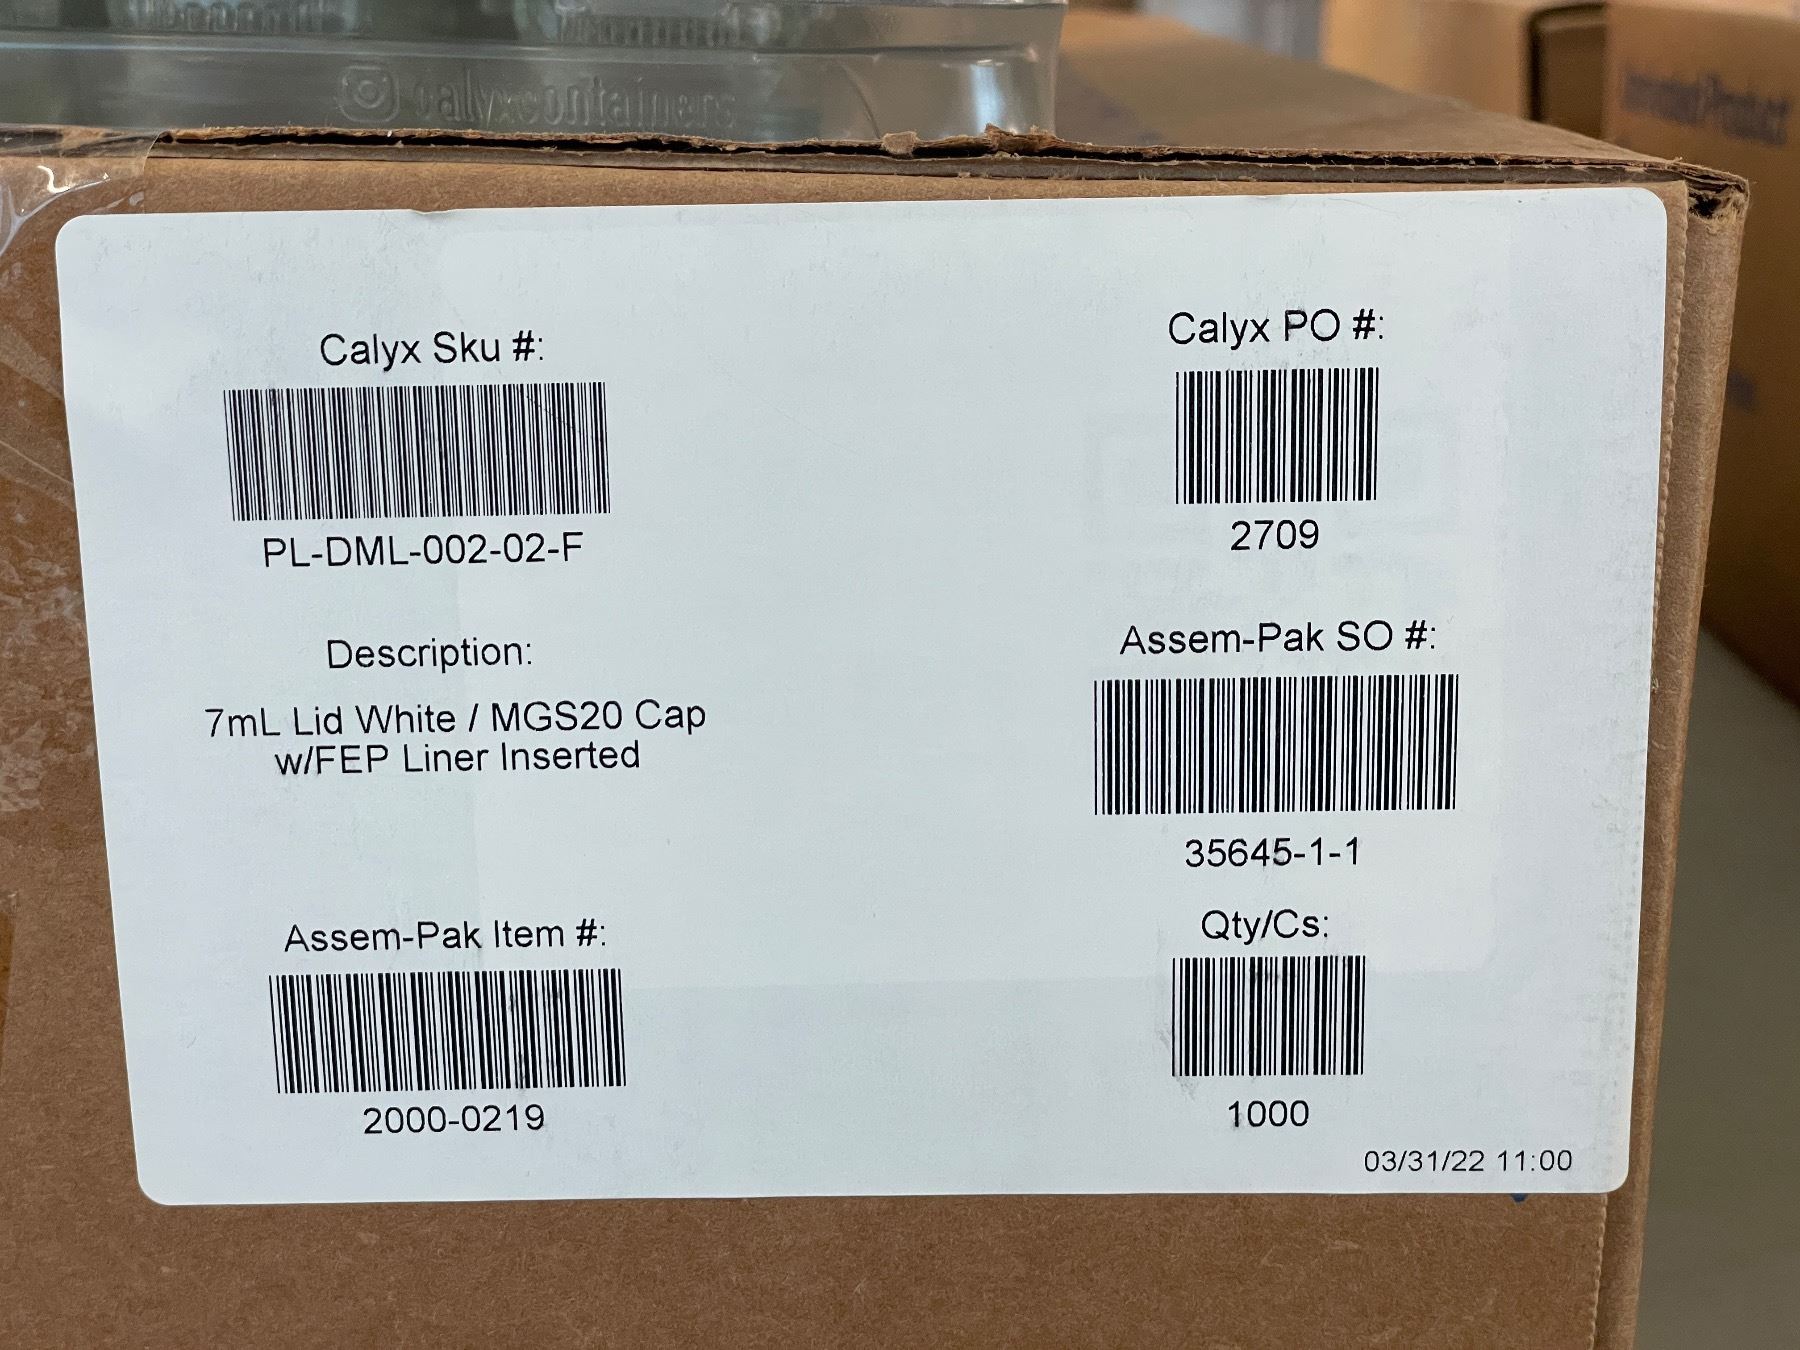 calyxcontainers
Calyx Sku #:
PL-DML-002-02-F
Description:
7mL Lid White / MGS20 Cap
w/FEP Liner Inserted
Assem-Pak Item #:
2000-0219
Calyx PO #:
2709
Assem-Pak SO #:
35645-1-1
Qty/Cs:
1000
03/31/22 11:00